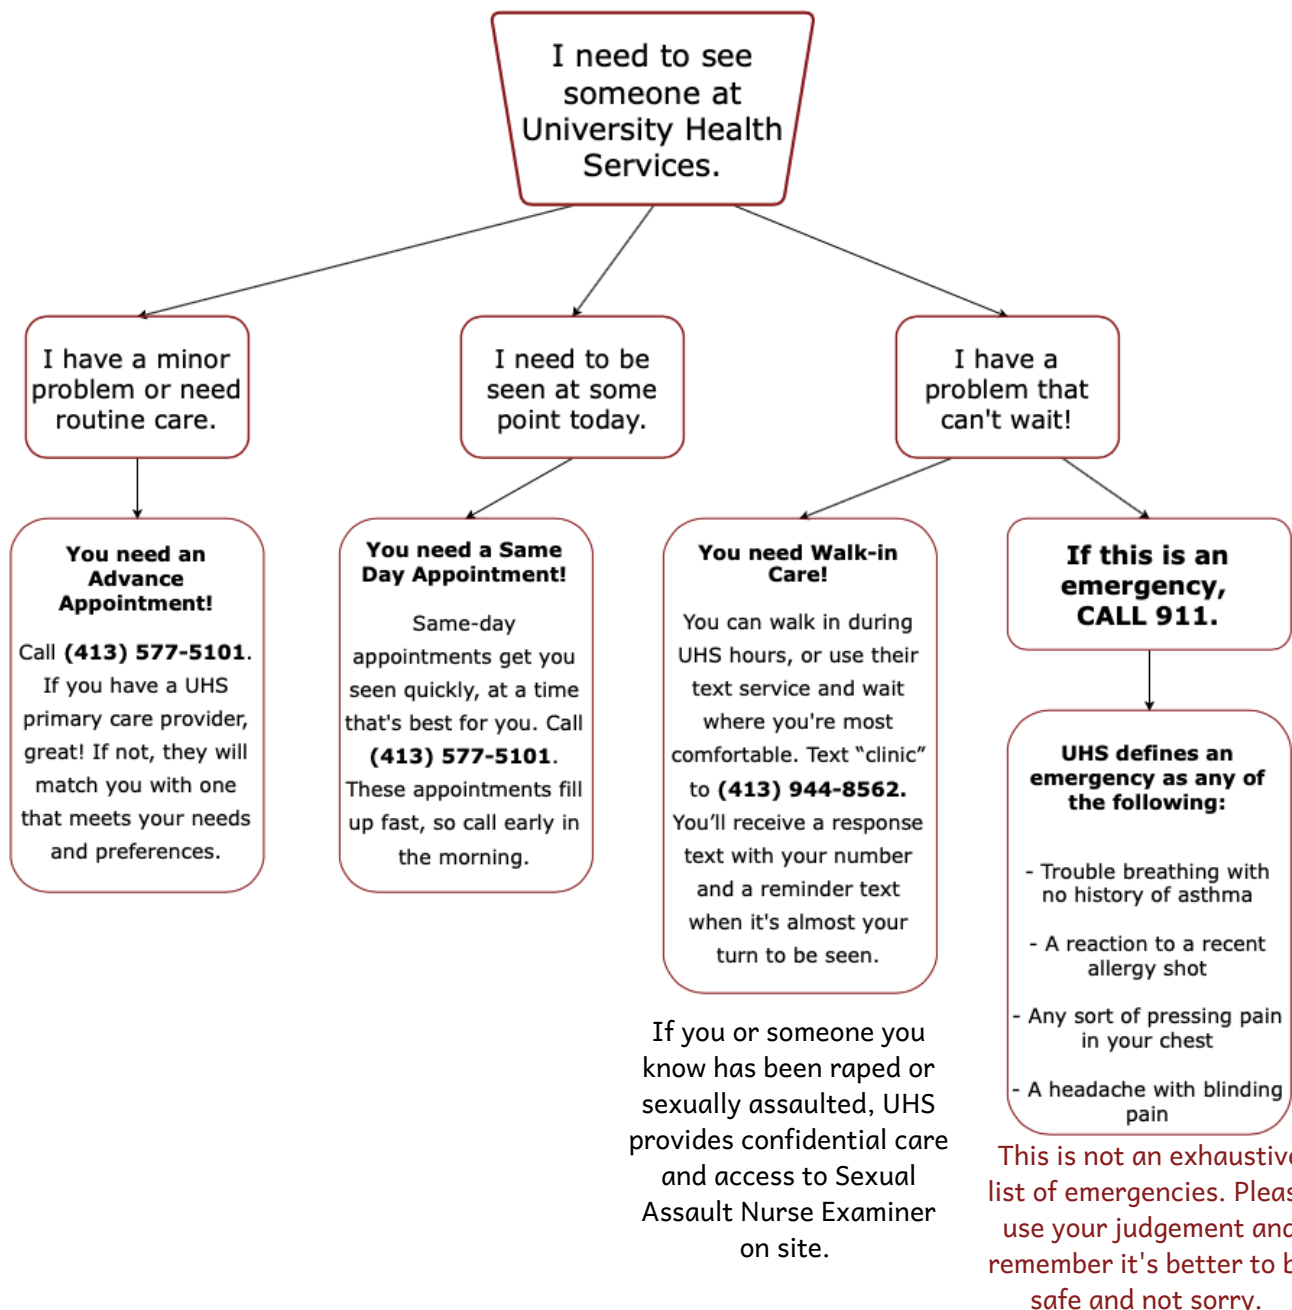 I need to see
someone at
University Health
Services.
I have a minor
problem or need
routine care.
I need to be
seen at some
point today.
I have a
problem that
can't wait!
You need an
Advance
Appointment!
Call (413) 577-5101.
If you have a UHS
primary care provider,
great! If not, they will
match you with one
that meets your needs
and preferences.
You need a Same
Day Appointment!
Same-day
appointments get you
seen quickly, at a time
that's best for you. Call
(413) 577-5101.
These appointments fill
up fast, so call early in
the morning.
You need Walk-in
Care!
You can walk in during
UHS hours, or use their
text service and wait
where you're most
comfortable. Text “clinic”
to (413) 944-8562.
You’ll receive a response
text with your number
and a reminder text
when it's almost your
turn to be seen.
If you or someone you
know has been raped or
sexually assaulted, UHS
provides confidential care
and access to Sexual
Assault Nurse Examiner
on site.
If this is an
emergency,
CALL 911.
UHS defines an
emergency as any of
the following:
- Trouble breathing with
no history of asthma
- A reaction to a recent
allergy shot
- Any sort of pressing pain
in your chest
- A headache with blinding
pain
This is not an exhaustive
list of emergencies. Pleas
use your judgement and
remember it's better to b
safe and not sorry.